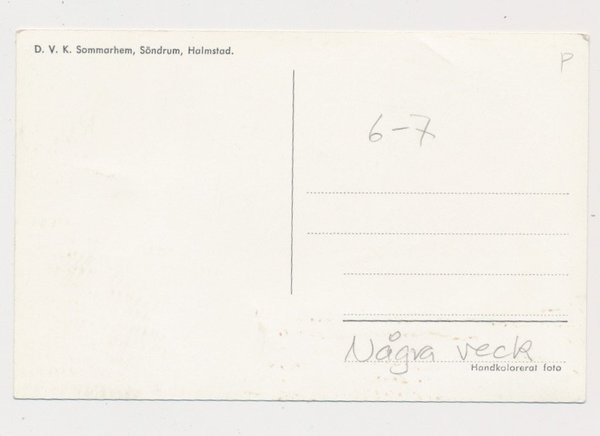 D. V. K. Sommarhem, Söndrum, Halmstad.
P
6-7
Några veck
Handkolorerat foto